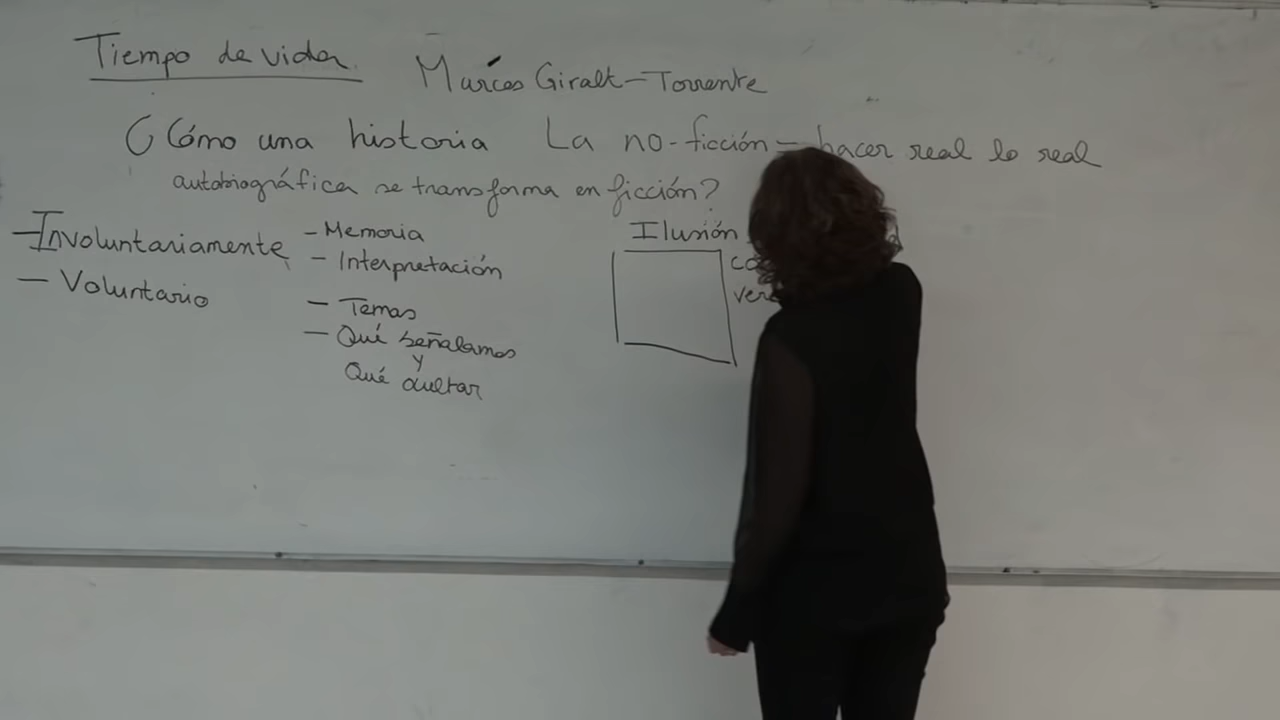 Tiempo de vida.
Marcos Giralt-Torrente
¿Cómo una historia
autobiográfica se transforma en ficción?
La no-ficción - hacer real lo real
- Involuntariamente
- Voluntario
- Memoria
- Interpretación
- Temas
- Qué señalamos
y
Qué ocultar
Ilusión